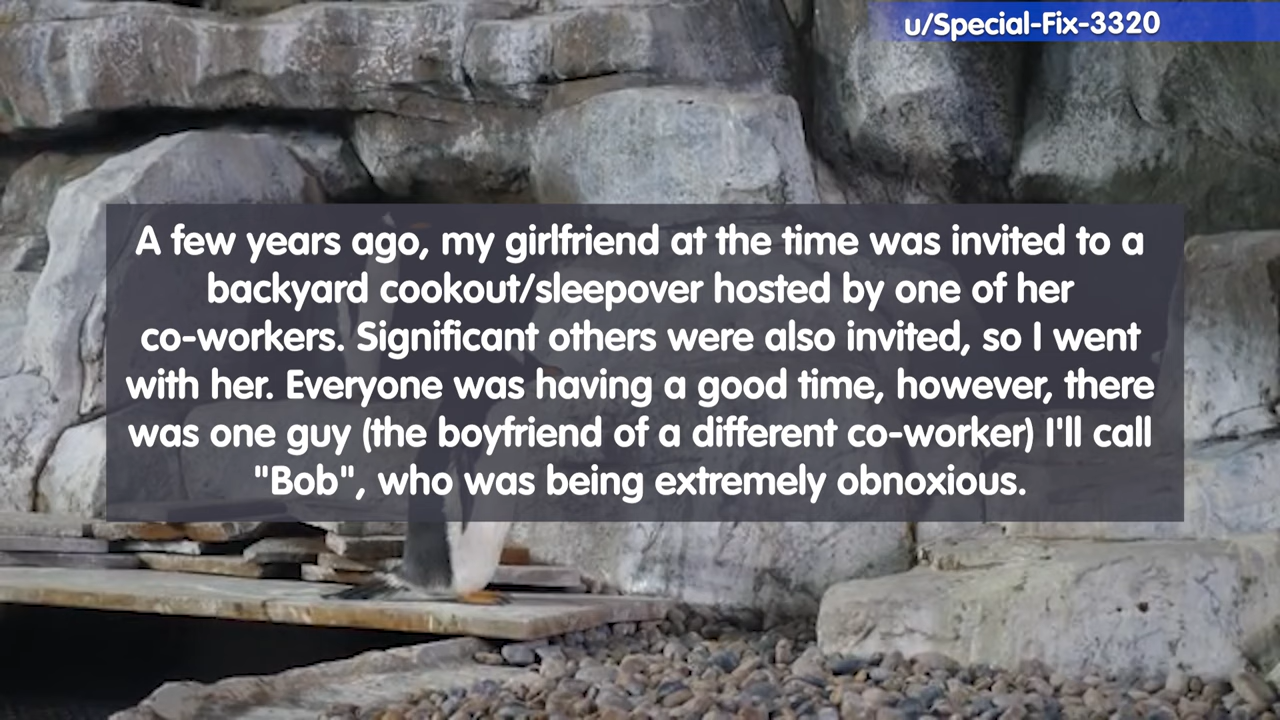 u/Special-Fix-3320
A few years ago, my girlfriend at the time was invited to a
backyard cookout/sleepover hosted by one of her
co-workers. Significant others were also invited, so I went
with her. Everyone was having a good time, however, there
was one guy (the boyfriend of a different co-worker) I'll call
"Bob", who was being extremely obnoxious.